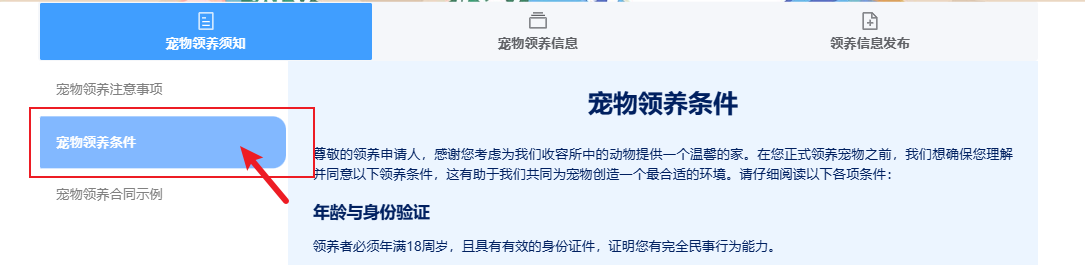 宠物领养须知
宠物领养信息
领养信息发布
宠物领养注意事项
宠物领养条件
宠物领养合同示例
宠物领养条件
尊敬的领养申请人，感谢您考虑为我们收容所中的动物提供一个温馨的家。在您正式领养宠物之前，我们想确保您理解
并同意以下领养条件，这有助于我们共同为宠物创造一个最合适的环境。请仔细阅读以下各项条件：
年龄与身份验证
领养者必须年满18周岁，且具有有效的身份证件，证明您有完全民事行为能力。